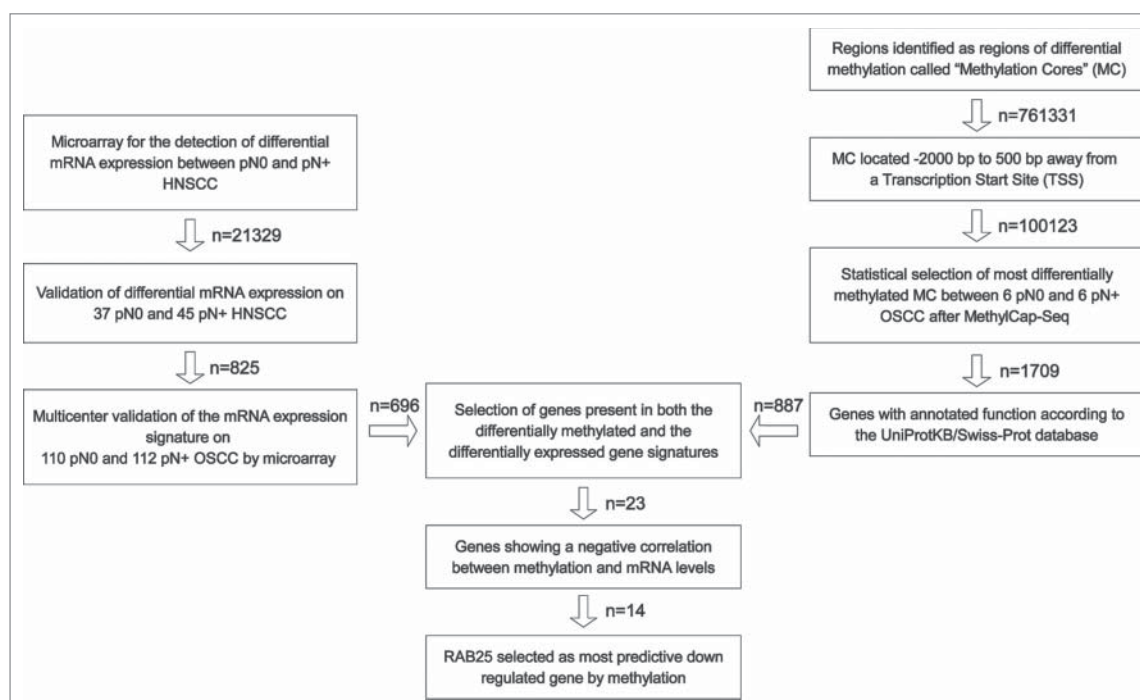 Regions identified as regions of differential
methylation called “Methylation Cores” (MC)
n=761331
MC located -2000 bp to 500 bp away from
a Transcription Start Site (TSS)
n=100123
Statistical selection of most differentially
methylated MC between 6 pN0 and 6 pN+
OSCC after MethylCap-Seq
n=1709
Genes with annotated function according to
the UniProtKB/Swiss-Prot database
n=887
Microarray for the detection of differential
mRNA expression between pN0 and pN+
HNSCC
n=21329
Validation of differential mRNA expression on
37 pN0 and 45 pN+ HNSCC
n=825
Multicenter validation of the mRNA expression
signature on
110 pN0 and 112 pN+ OSCC by microarray
n=696
Selection of genes present in both the
differentially methylated and the
differentially expressed gene signatures
n=23
Genes showing a negative correlation
between methylation and mRNA levels
n=14
RAB25 selected as most predictive down
regulated gene by methylation